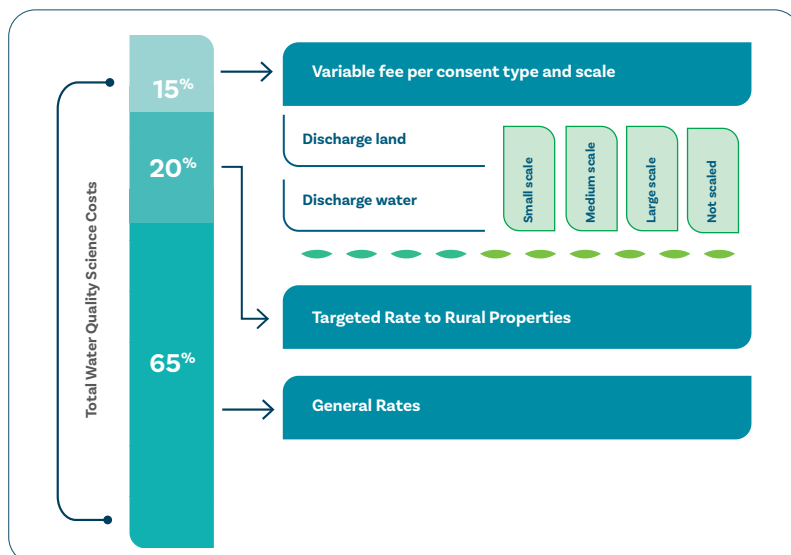 Total Water Quality Science Costs
15%
20%
65%
Variable fee per consent type and scale
Discharge land
Discharge water
Small scale
Medium scale
Large scale
Not scaled
Targeted Rate to Rural Properties
General Rates